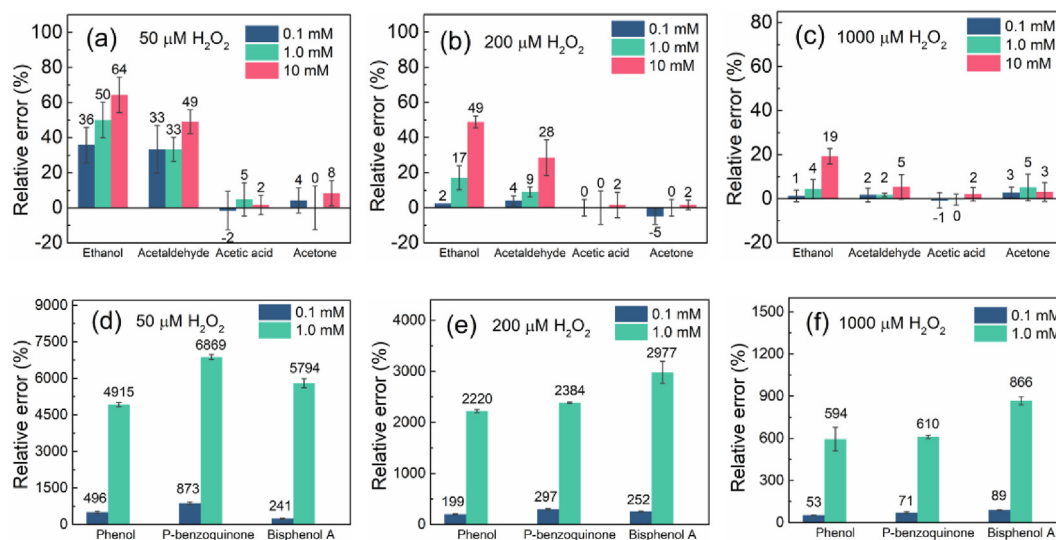 (a) 50 μM H2O2
0.1 mM
1.0 mM
10 mM
Relative error (%)
100
80
60
40
20
0
-20
36
50
64
33
33
49
-2
5
2
4
0
8
Ethanol Acetaldehyde Acetic acid Acetone
(b) 200 μM H2O2
0.1 mM
1.0 mM
10 mM
Relative error (%)
100
80
60
40
20
0
-20
2
17
49
4
9
28
0
0
2
-5
0
2
Ethanol Acetaldehyde Acetic acid Acetone
(c) 1000 μM H2O2
0.1 mM
1.0 mM
10 mM
Relative error (%)
80
60
40
20
0
-20
1
4
19
2
2
5
-1
0
2
3
5
3
Ethanol Acetaldehyde Acetic acid Acetone
(d) 50 μM H2O2
0.1 mM
1.0 mM
Relative error (%)
9000
7500
6000
4500
3000
1500
0
496
4915
873
6869
241
5794
Phenol P-benzoquinone Bisphenol A
(e) 200 μM H2O2
0.1 mM
1.0 mM
Relative error (%)
4000
3000
2000
1000
0
199
2220
297
2384
252
2977
Phenol P-benzoquinone Bisphenol A
(f) 1000 μM H2O2
0.1 mM
1.0 mM
Relative error (%)
1500
1200
900
600
300
0
53
594
71
610
89
866
Phenol P-benzoquinone Bisphenol A